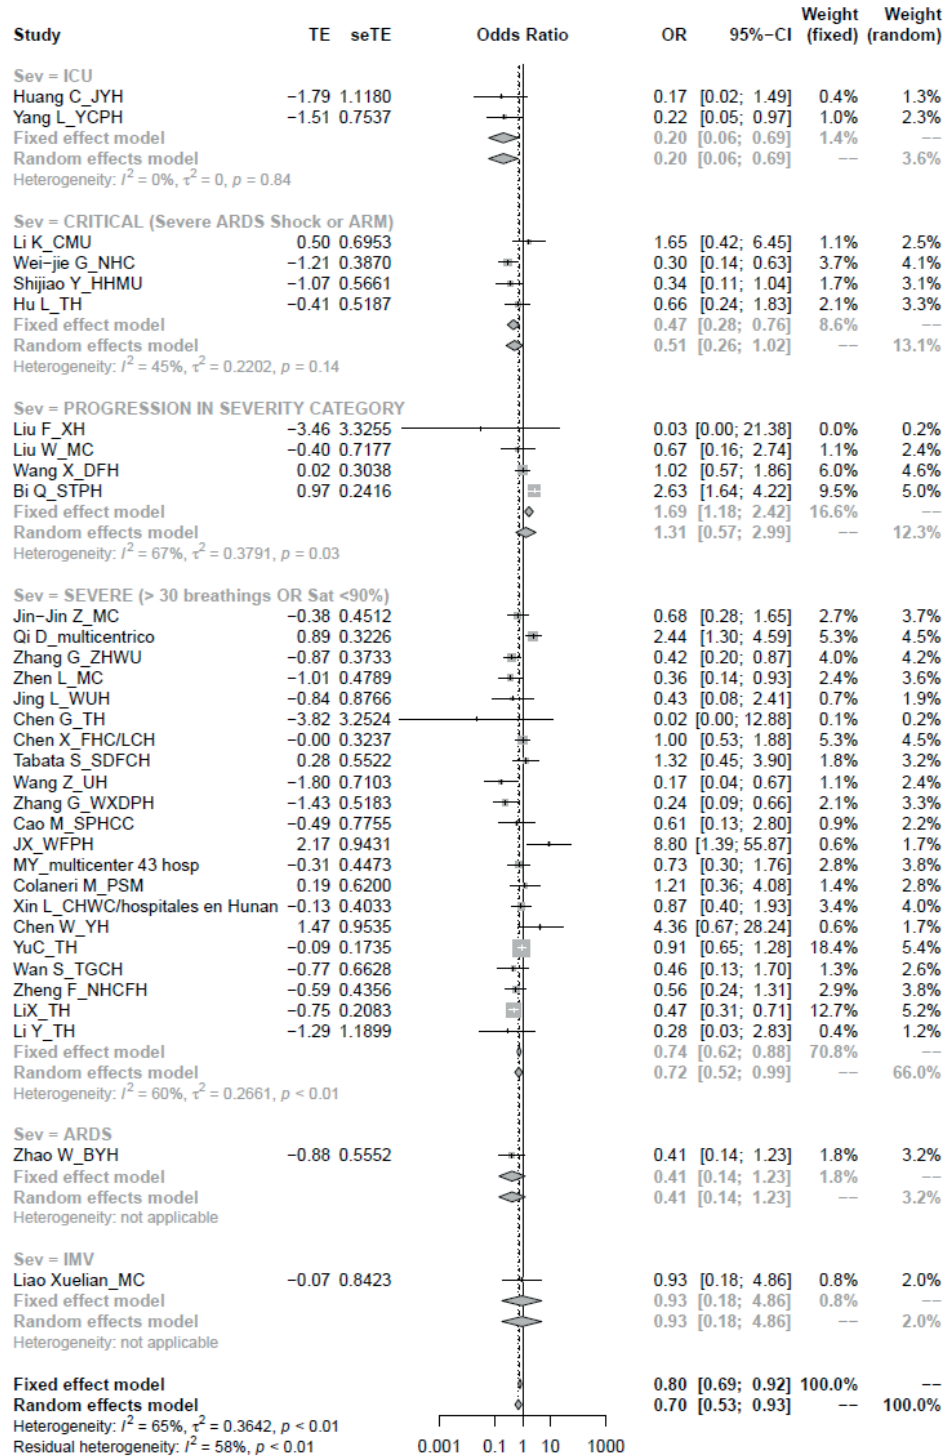 Weight Weight
Study TE seTE Odds Ratio OR 95%−CI (fixed) (random)
Sev = ICU
Huang C_JYH −1.79 1.1180 0.17 [0.02; 1.49] 0.4% 1.3%
Yang L_YCPH −1.51 0.7537 0.22 [0.05; 0.97] 1.0% 2.3%
Fixed effect model 0.20 [0.06; 0.69] 1.4% −−
Random effects model 0.20 [0.06; 0.69] −− 3.6%
Heterogeneity: I² = 0%, τ² = 0, p = 0.84
Sev = CRITICAL (Severe ARDS Shock or ARM)
Li K_CMU 0.50 0.6953 1.65 [0.42; 6.45] 1.1% 2.5%
Wei−jie G_NHC −1.21 0.3870 0.30 [0.14; 0.63] 3.7% 4.1%
Shijiao Y_HHMU −1.07 0.5661 0.34 [0.11; 1.04] 1.7% 3.1%
Hu L_TH −0.41 0.5187 0.66 [0.24; 1.83] 2.1% 3.3%
Fixed effect model 0.47 [0.28; 0.76] 8.6% −−
Random effects model 0.51 [0.26; 1.02] −− 13.1%
Heterogeneity: I² = 45%, τ² = 0.2202, p = 0.14
Sev = PROGRESSION IN SEVERITY CATEGORY
Liu F_XH −3.46 3.3255 0.03 [0.00; 21.38] 0.0% 0.2%
Liu W_MC −0.40 0.7177 0.67 [0.16; 2.74] 1.1% 2.4%
Wang X_DFH 0.02 0.3038 1.02 [0.57; 1.86] 6.0% 4.6%
Bi Q_STPH 0.97 0.2416 2.63 [1.64; 4.22] 9.5% 5.0%
Fixed effect model 1.69 [1.18; 2.42] 16.6% −−
Random effects model 1.31 [0.57; 2.99] −− 12.3%
Heterogeneity: I² = 67%, τ² = 0.3791, p = 0.03
Sev = SEVERE (> 30 breathings OR Sat <90%)
Jin−Jin Z_MC −0.38 0.4512 0.68 [0.28; 1.65] 2.7% 3.7%
Qi D_multicentrico 0.89 0.3226 2.44 [1.30; 4.59] 5.3% 4.5%
Zhang G_ZHWU −0.87 0.3733 0.42 [0.20; 0.87] 4.0% 4.2%
Zhen L_MC −1.01 0.4789 0.36 [0.14; 0.93] 2.4% 3.6%
Jing L_WUH −0.84 0.8766 0.43 [0.08; 2.41] 0.7% 1.9%
Chen G_TH −3.82 3.2524 0.02 [0.00; 12.88] 0.1% 0.2%
Chen X_FHC/LCH −0.00 0.3237 1.00 [0.53; 1.88] 5.3% 4.5%
Tabata S_SDFCH 0.28 0.5522 1.32 [0.45; 3.90] 1.8% 3.2%
Wang Z_UH −1.80 0.7103 0.17 [0.04; 0.67] 1.1% 2.4%
Zhang G_WXDPH −1.43 0.5183 0.24 [0.09; 0.66] 2.1% 3.3%
Cao M_SPHCC −0.49 0.7755 0.61 [0.13; 2.80] 0.9% 2.2%
JX_WFPH 2.17 0.9431 8.80 [1.39; 55.87] 0.6% 1.7%
MY_multicenter 43 hosp −0.31 0.4473 0.73 [0.30; 1.76] 2.8% 3.8%
Colaneri M_PSM 0.19 0.6200 1.21 [0.36; 4.08] 1.4% 2.8%
Xin L_CHWC/hospitales en Hunan −0.13 0.4033 0.87 [0.40; 1.93] 3.4% 4.0%
Chen W_YH 1.47 0.9535 4.36 [0.67; 28.24] 0.6% 1.7%
YuC_TH −0.09 0.1735 0.91 [0.65; 1.28] 18.4% 5.4%
Wan S_TGCH −0.77 0.6628 0.46 [0.13; 1.70] 1.3% 2.6%
Zheng F_NHCFH −0.59 0.4356 0.56 [0.24; 1.31] 2.9% 3.8%
LiX_TH −0.75 0.2083 0.47 [0.31; 0.71] 12.7% 5.2%
Li Y_TH −1.29 1.1899 0.28 [0.03; 2.83] 0.4% 1.2%
Fixed effect model 0.74 [0.62; 0.88] 70.8% −−
Random effects model 0.72 [0.52; 0.99] −− 66.0%
Heterogeneity: I² = 60%, τ² = 0.2661, p < 0.01
Sev = ARDS
Zhao W_BYH −0.88 0.5552 0.41 [0.14; 1.23] 1.8% 3.2%
Fixed effect model 0.41 [0.14; 1.23] 1.8% −−
Random effects model 0.41 [0.14; 1.23] −− 3.2%
Heterogeneity: not applicable
Sev = IMV
Liao Xuelian_MC −0.07 0.8423 0.93 [0.18; 4.86] 0.8% 2.0%
Fixed effect model 0.93 [0.18; 4.86] 0.8% −−
Random effects model 0.93 [0.18; 4.86] −− 2.0%
Heterogeneity: not applicable
Fixed effect model 0.80 [0.69; 0.92] 100.0% −−
Random effects model 0.70 [0.53; 0.93] −− 100.0%
Heterogeneity: I² = 65%, τ² = 0.3642, p < 0.01
Residual heterogeneity: I² = 58%, p < 0.01 0.001 0.1 1 10 1000